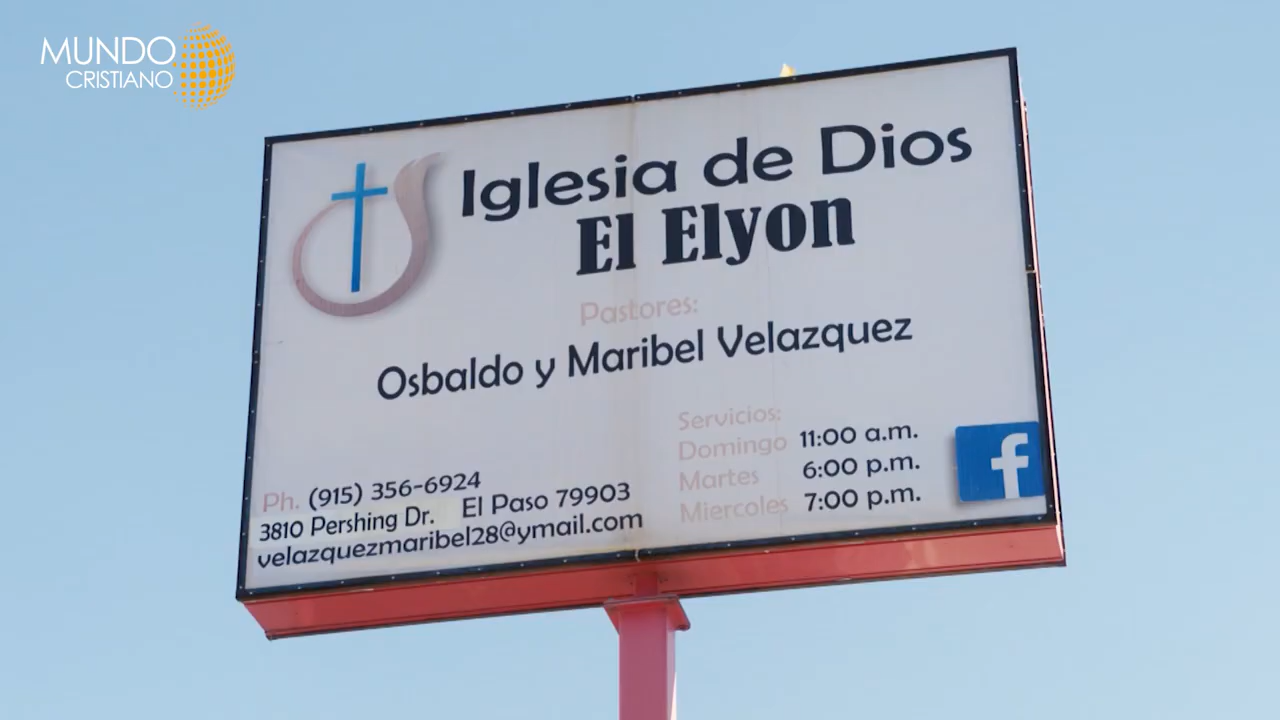 MUNDO
CRISTIANO
Iglesia de Dios
El Elyon
Pastores:
Osbaldo y Maribel Velazquez
Servicios:
Domingo 11:00 a.m.
Martes 6:00 p.m.
Miercoles 7:00 p.m.
Ph. (915) 356-6924
3810 Pershing Dr. El Paso 79903
velazquezmaribel28@ymail.com
f